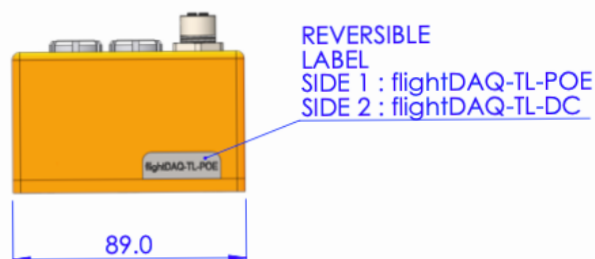 REVERSIBLE
LABEL
SIDE 1 : flightDAQ-TL-POE
SIDE 2 : flightDAQ-TL-DC
flightDAQ-TL-POE
89.0